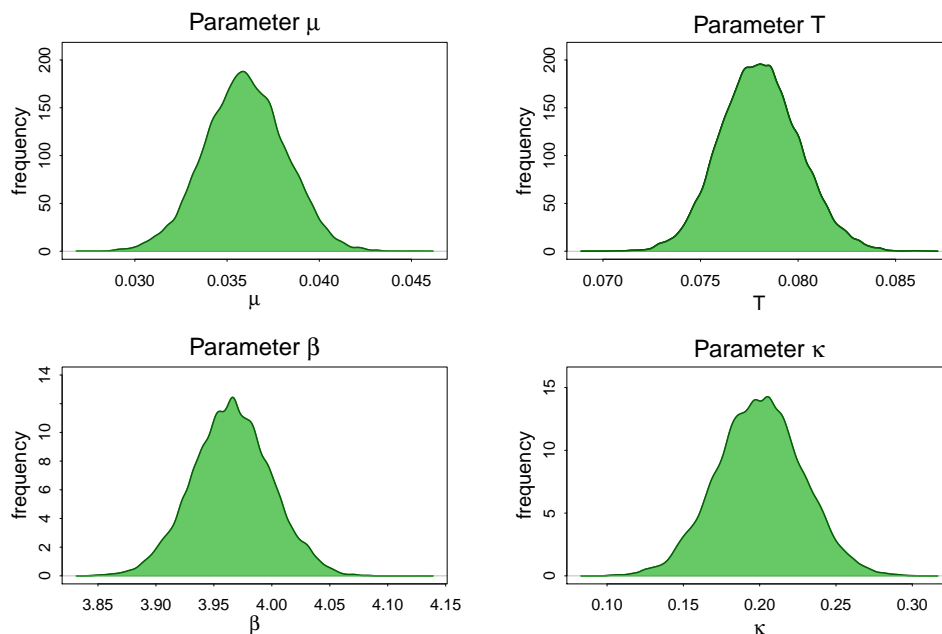 Parameter μ
frequency
0 50 100 150 200
0.030 0.035 0.040 0.045
μ
Parameter T
frequency
0 50 100 150 200
0.070 0.075 0.080 0.085
T
Parameter β
frequency
0 2 4 6 8 10 14
3.85 3.90 3.95 4.00 4.05 4.10 4.15
β
Parameter κ
frequency
0 5 10 15
0.10 0.15 0.20 0.25 0.30
κ